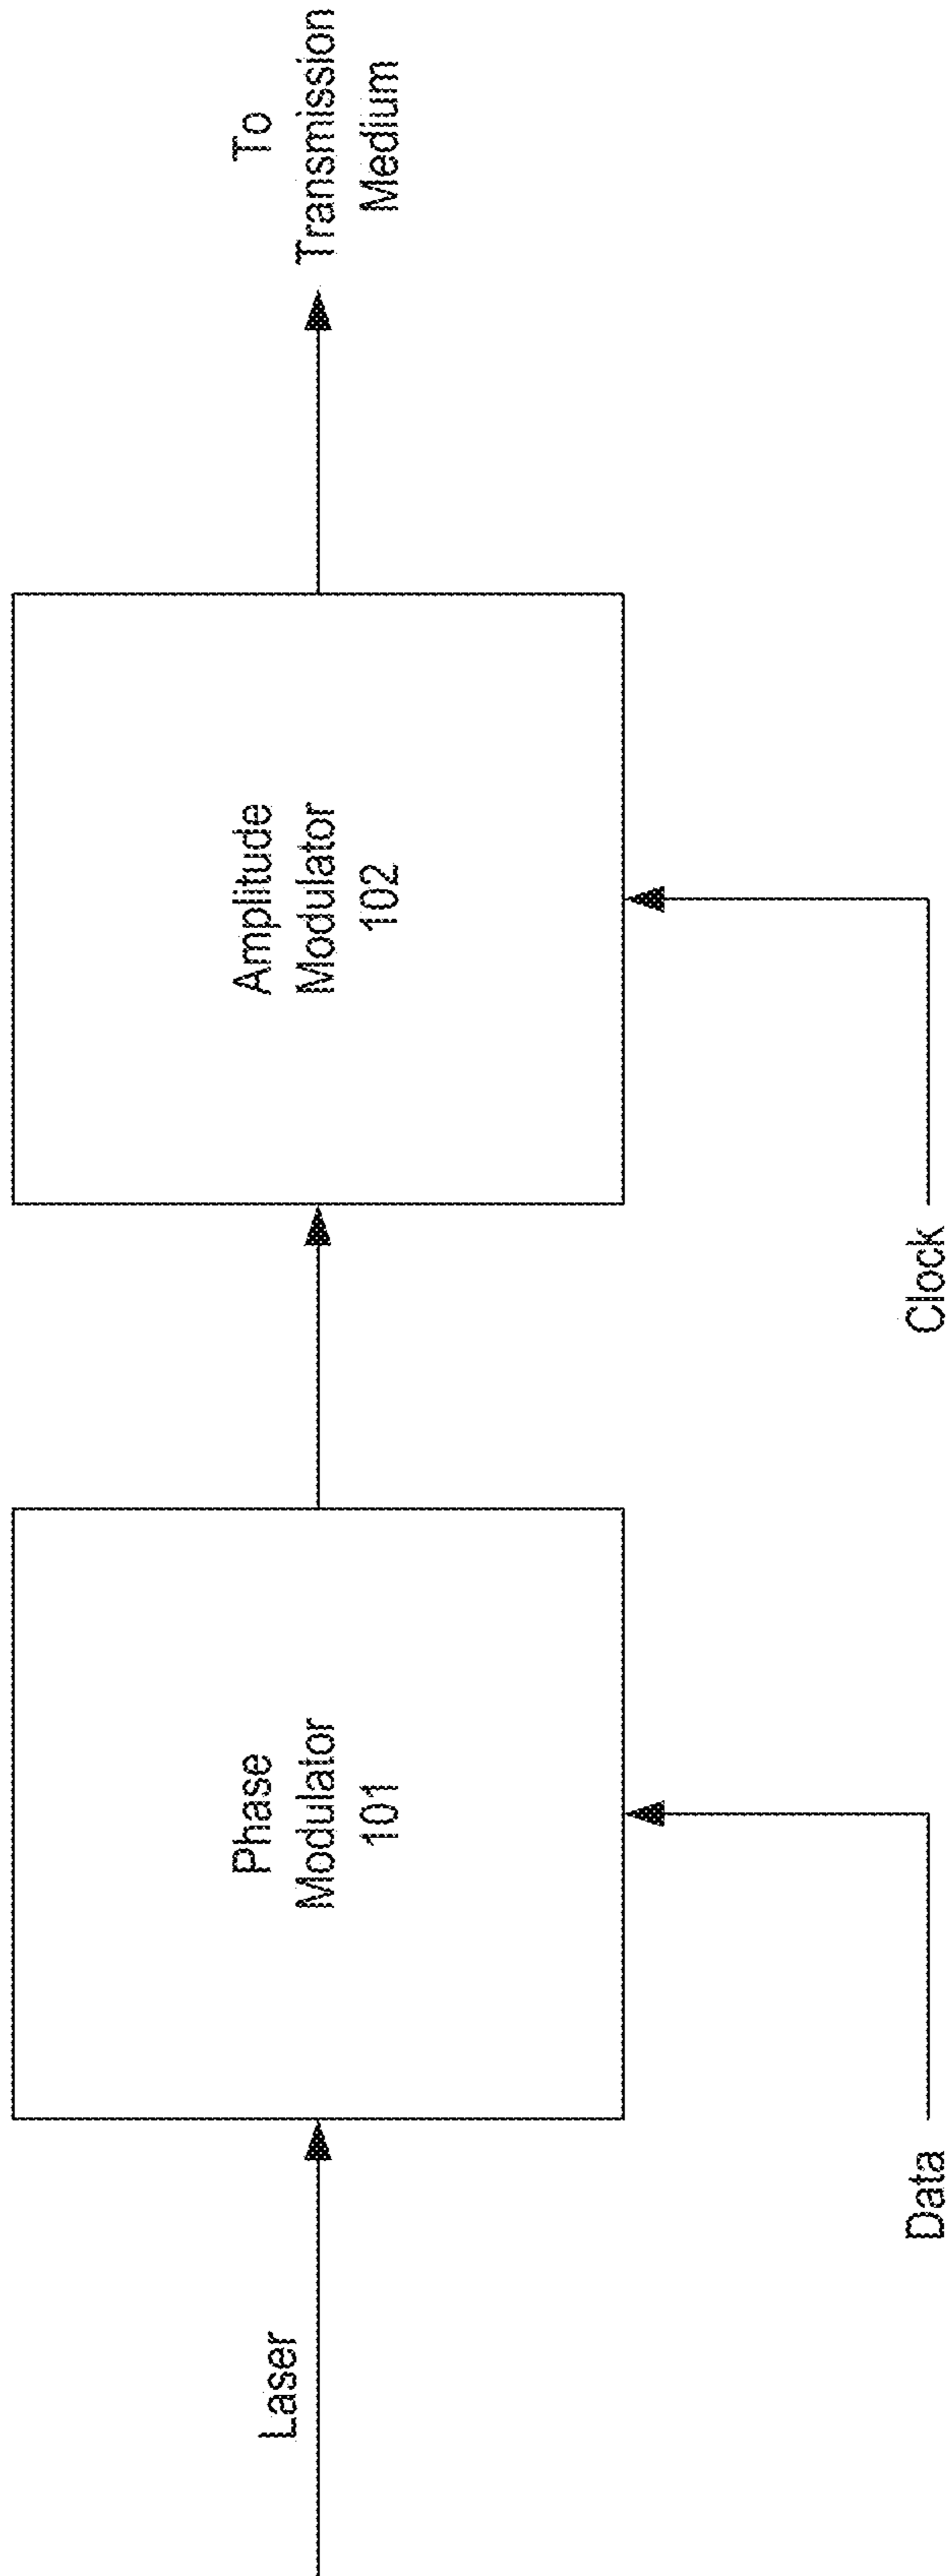 Laser
Phase
Modulator
101
Data
Amplitude
Modulator
102
Clock
To
Transmission
Medium